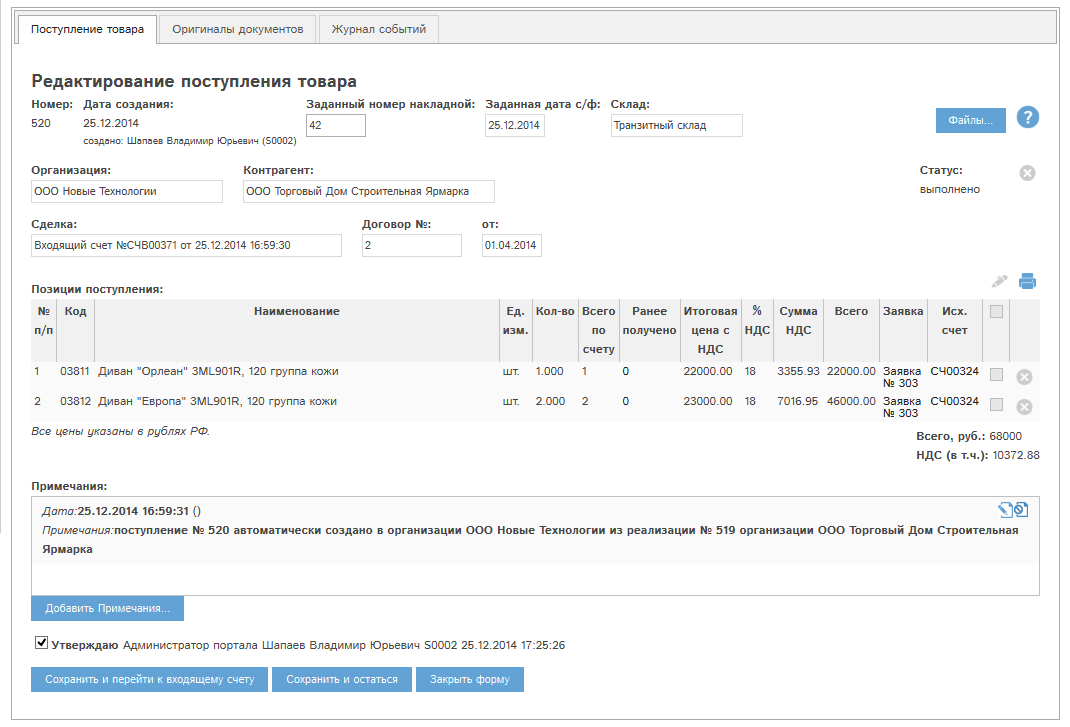 Поступление товара Оригиналы документов Журнал событий
Редактирование поступления товара
Номер: Дата создания: Заданный номер накладной: Заданная дата с/ф: Склад:
520 25.12.2014 42 25.12.2014 Транзитный склад Файлы... ?
создано: Шапаев Владимир Юрьевич (S0002)
Организация: Контрагент: Статус:
ООО Новые Технологии ООО Торговый Дом Строительная Ярмарка выполнено
Сделка: Договор №: от:
Входящий счет №СЧВ00371 от 25.12.2014 16:59:30 2 01.04.2014
Позиции поступления:
№ Код Наименование Ед. Кол-во Всего Ранее Итоговая % Сумма Всего Заявка Исх.
п/п изм. по получено цена с НДС НДС счет
счету НДС
1 03811 Диван "Орлеан" 3ML901R, 120 группа кожи шт. 1.000 1 0 22000.00 18 3355.93 22000.00 Заявка СЧ00324
№ 303
2 03812 Диван "Европа" 3ML901R, 120 группа кожи шт. 2.000 2 0 23000.00 18 7016.95 46000.00 Заявка СЧ00324
№ 303
Все цены указаны в рублях РФ.
Всего, руб.: 68000
НДС (в т.ч.): 10372.88
Примечания:
Дата:25.12.2014 16:59:31 ()
Примечания:поступление № 520 автоматически создано в организации ООО Новые Технологии из реализации № 519 организации ООО Торговый Дом Строительная
Ярмарка
Добавить Примечания...
Утверждаю Администратор портала Шапаев Владимир Юрьевич S0002 25.12.2014 17:25:26
Сохранить и перейти к входящему счету Сохранить и остаться Закрыть форму